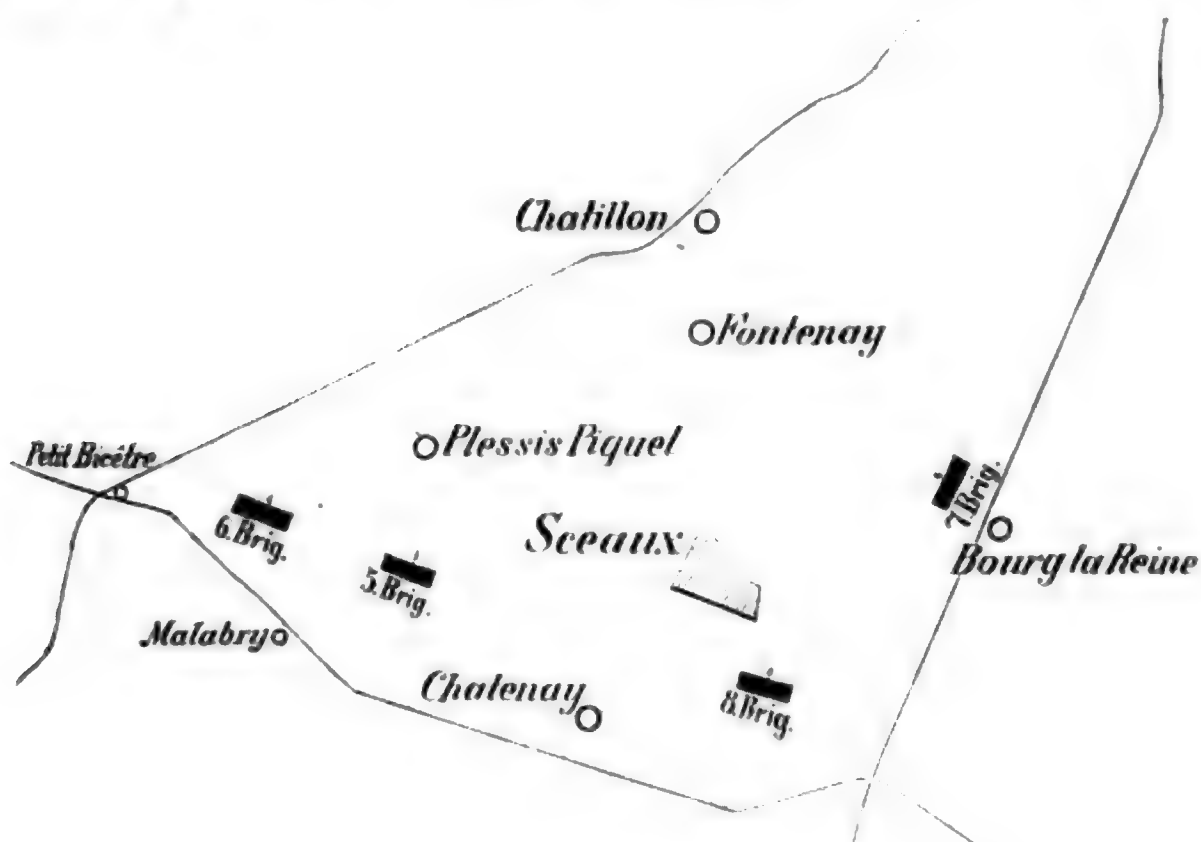 Chatillon
Fontenay
Petit Bicêtre
Plessis Piquet
6.Brig.
5.Brig.
Sceaux
7.Brig.
Bourg la Reine
Malabry
Chatenay
8.Brig.